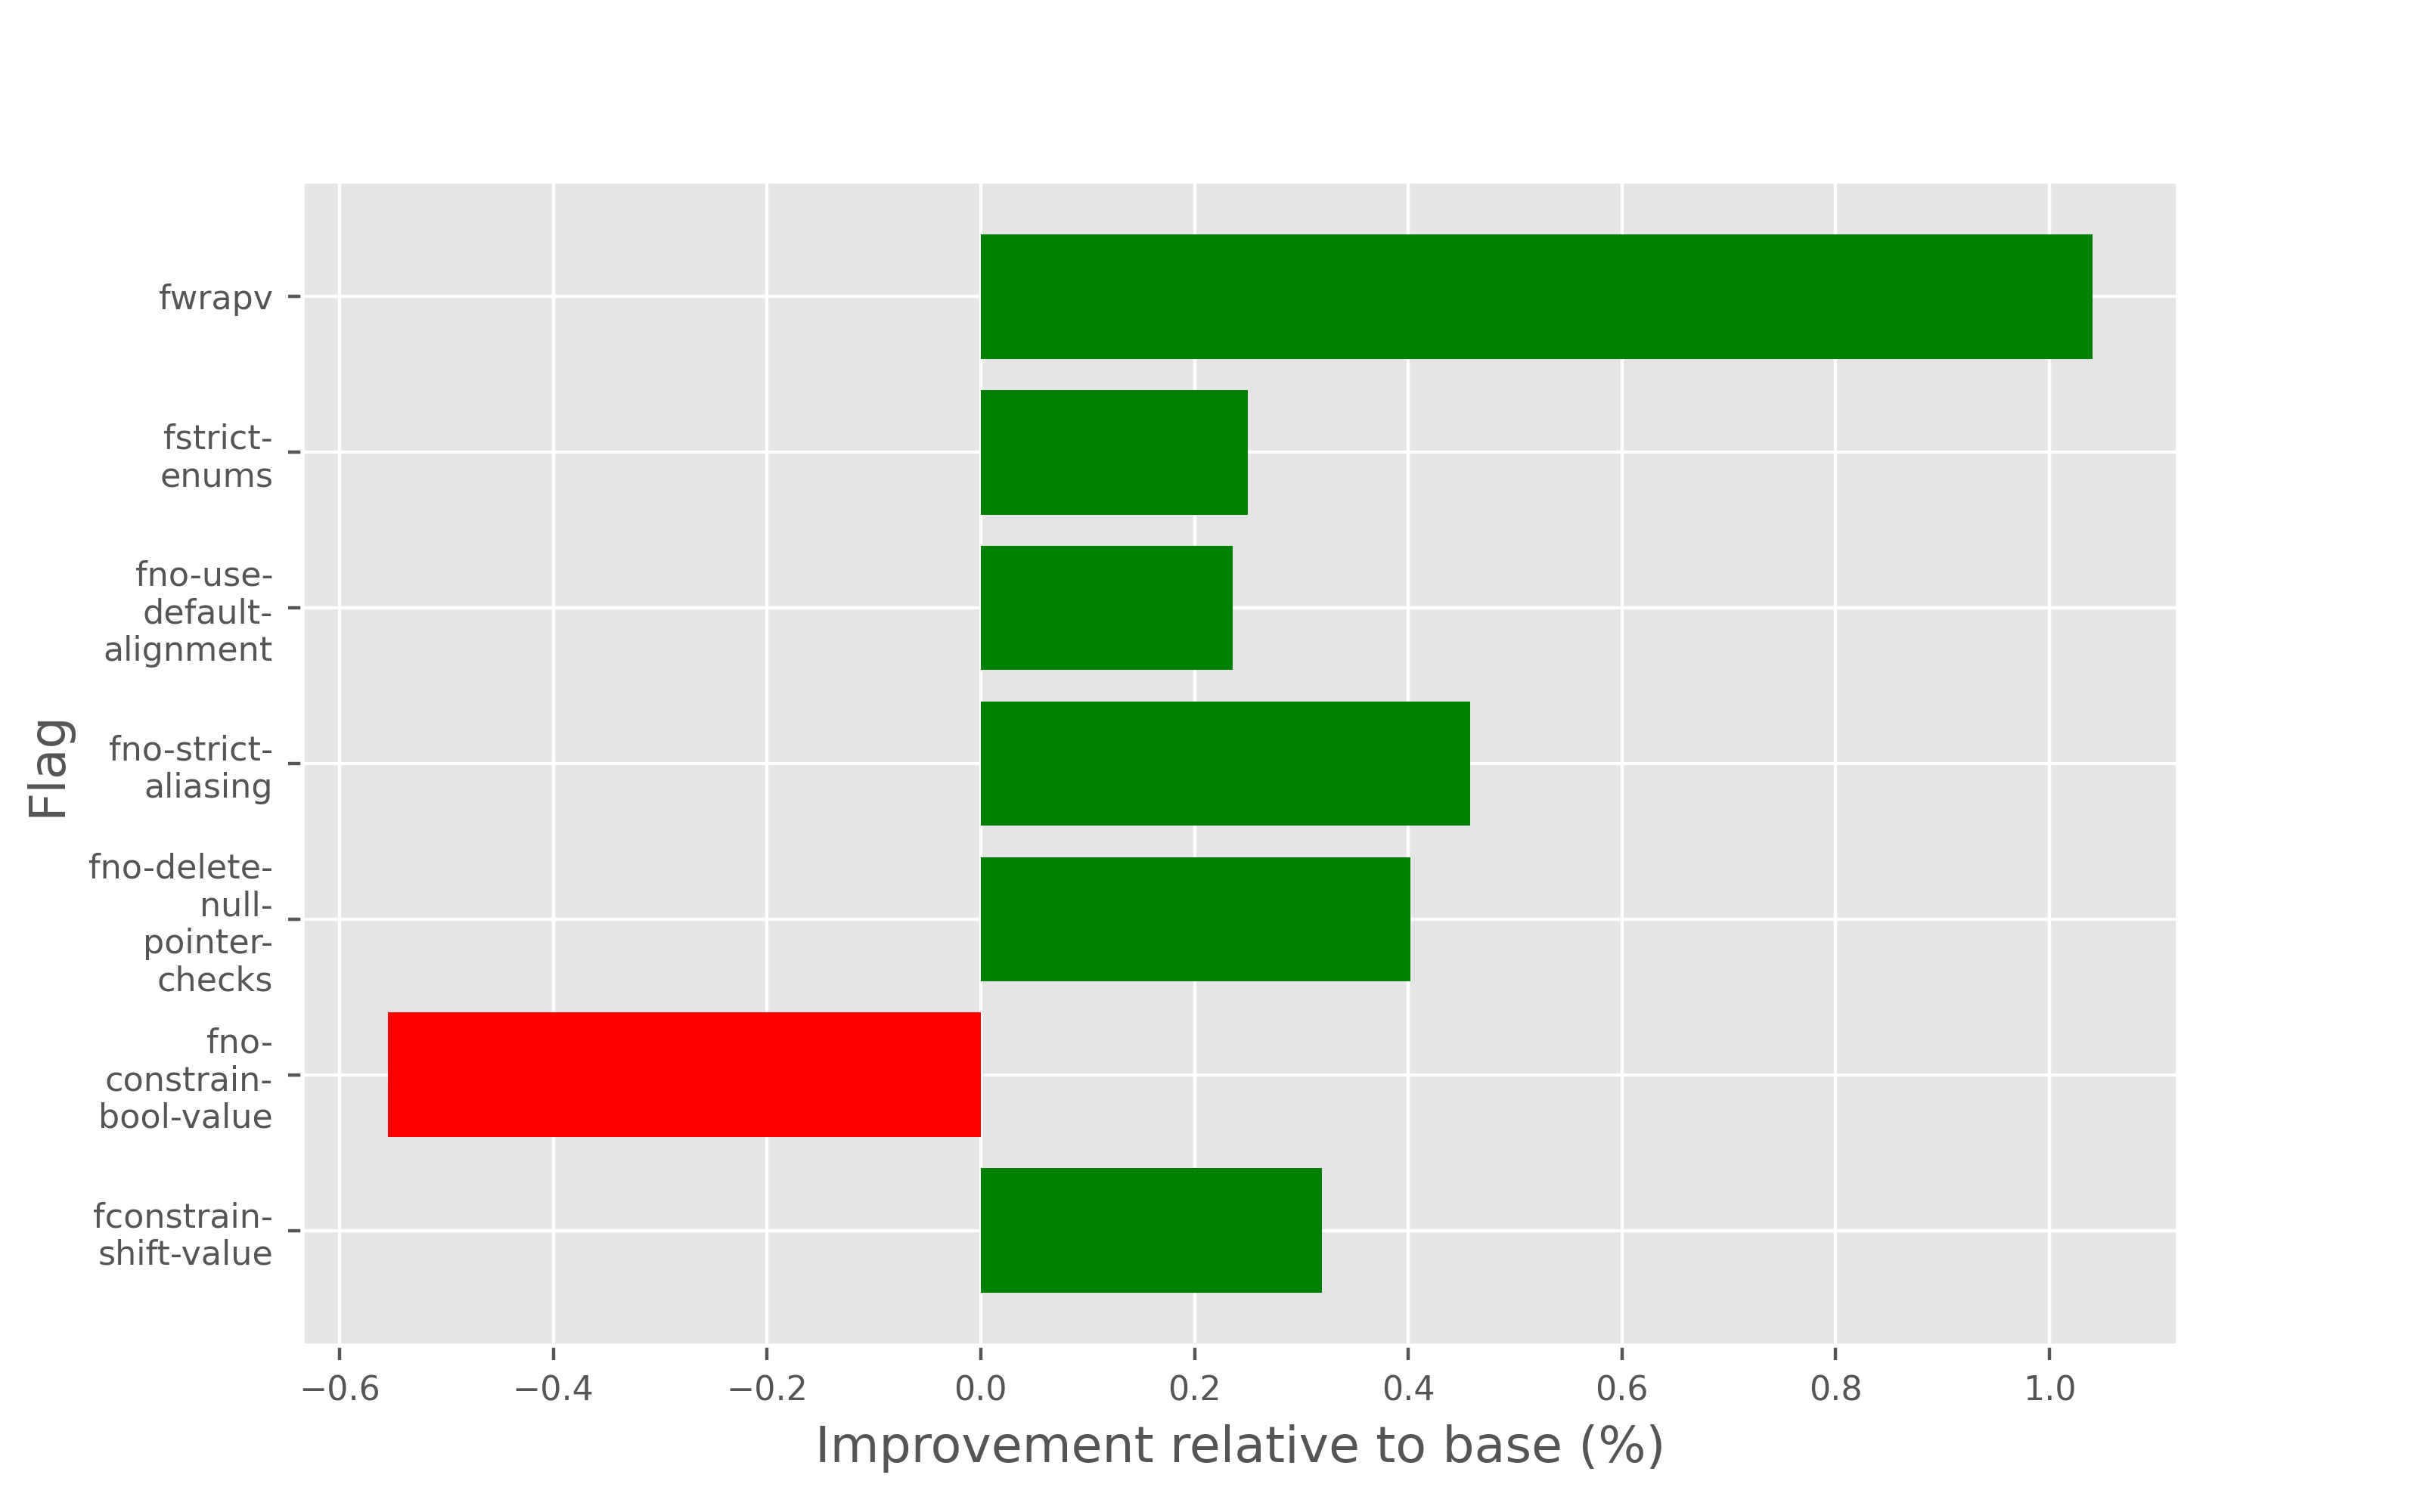 fwrapv
fstrict-
enums
fno-use-
default-
alignment
fno-strict-
aliasing
fno-delete-
null-
pointer-
checks
fno-
constrain-
bool-value
fconstrain-
shift-value
Flag
−0.6 −0.4 −0.2 0.0 0.2 0.4 0.6 0.8 1.0
Improvement relative to base (%)